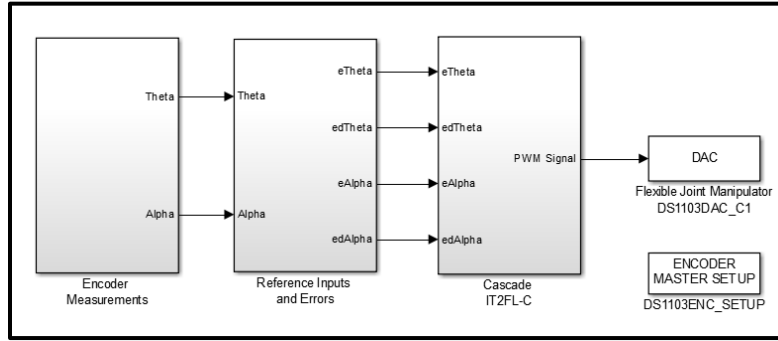 Theta
Alpha
Encoder
Measurements
Theta
Alpha
eTheta
edTheta
eAlpha
edAlpha
Reference Inputs
and Errors
eTheta
edTheta
eAlpha
edAlpha
PWM Signal
Cascade
IT2FL-C
DAC
Flexible Joint Manipulator
DS1103DAC_C1
ENCODER
MASTER SETUP
DS1103ENC_SETUP